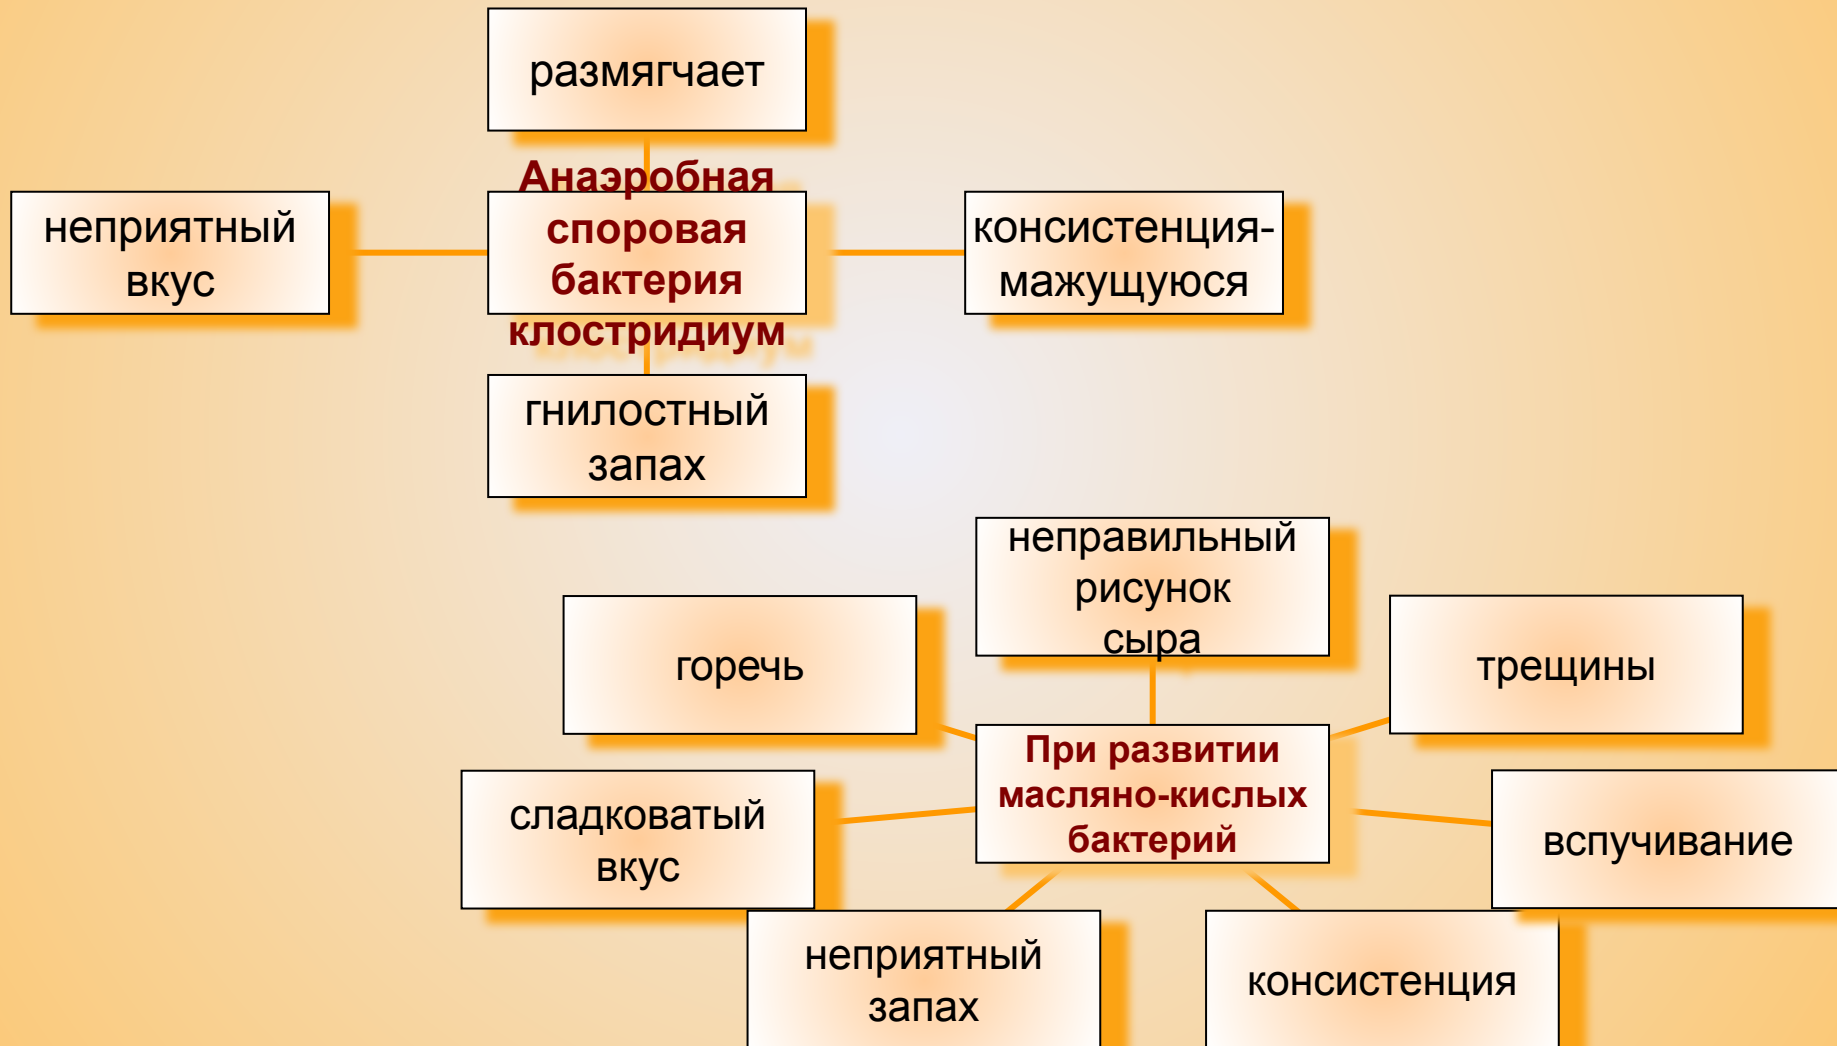 размягчает
Анаэробная
споровая
бактерия
клостридиум
неприятный
вкус
консистенция-
мажущуюся
гнилостный
запах
неправильный
рисунок
сыра
горечь
трещины
При развитии
масляно-кислых
бактерий
сладковатый
вкус
вспучивание
неприятный
запах
консистенция